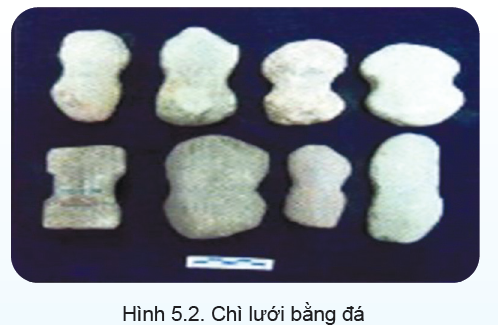 Hình 5.2. Chì lưới bằng đá